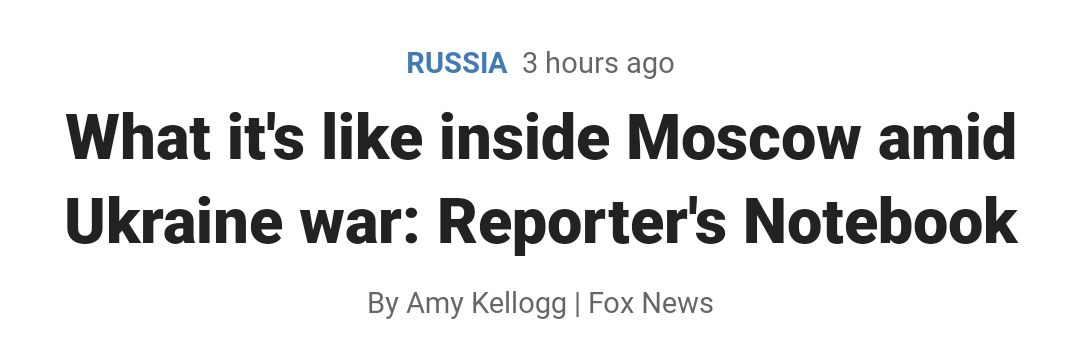 RUSSIA 3 hours ago
What it's like inside Moscow amid
Ukraine war: Reporter's Notebook
By Amy Kellogg | Fox News